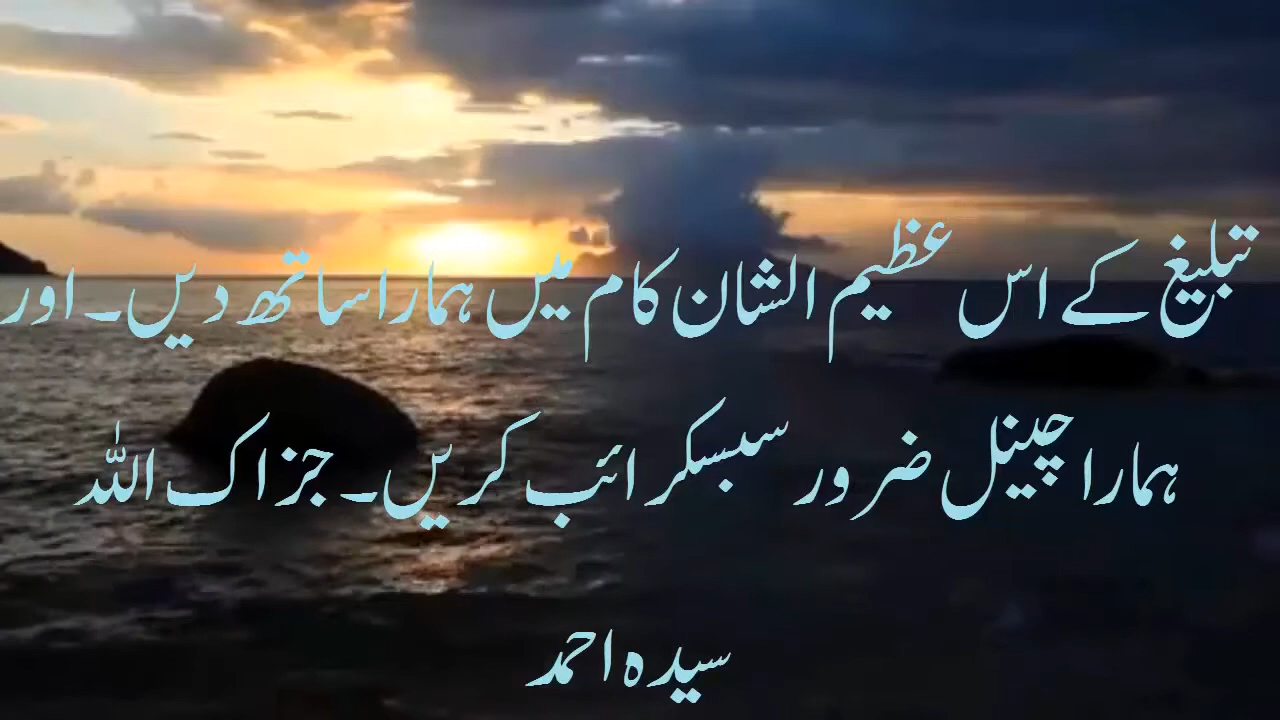 تبلیغ کے اس عظیم الشان کام میں ہمارا ساتھ دیں۔ اور
ہمارا چینل ضرور سبسکرائب کریں۔ جزاک اللہ
سیدہ احمد